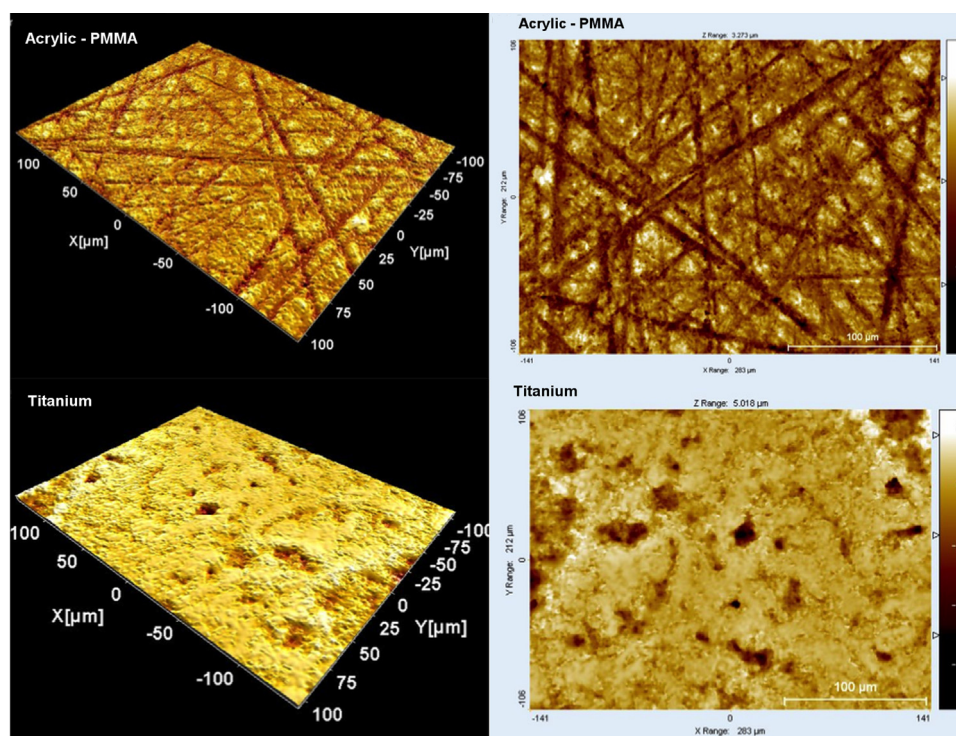 Acrylic - PMMA
100
50
0
X[µm]
-50
-100
-100
-75
-50
-25
0
Y[µm]
25
50
75
100
Acrylic - PMMA
Z Range: 3.273 µm
106
Y Range: 212 µm
0
-106
100 µm
-141
0
141
X Range: 283 µm
Titanium
100
50
0
X[µm]
-50
-100
-100
-75
-50
-25
0
Y[µm]
25
50
75
100
Titanium
Z Range: 5.018 µm
106
Y Range: 212 µm
0
-106
100 µm
-141
0
141
X Range: 283 µm